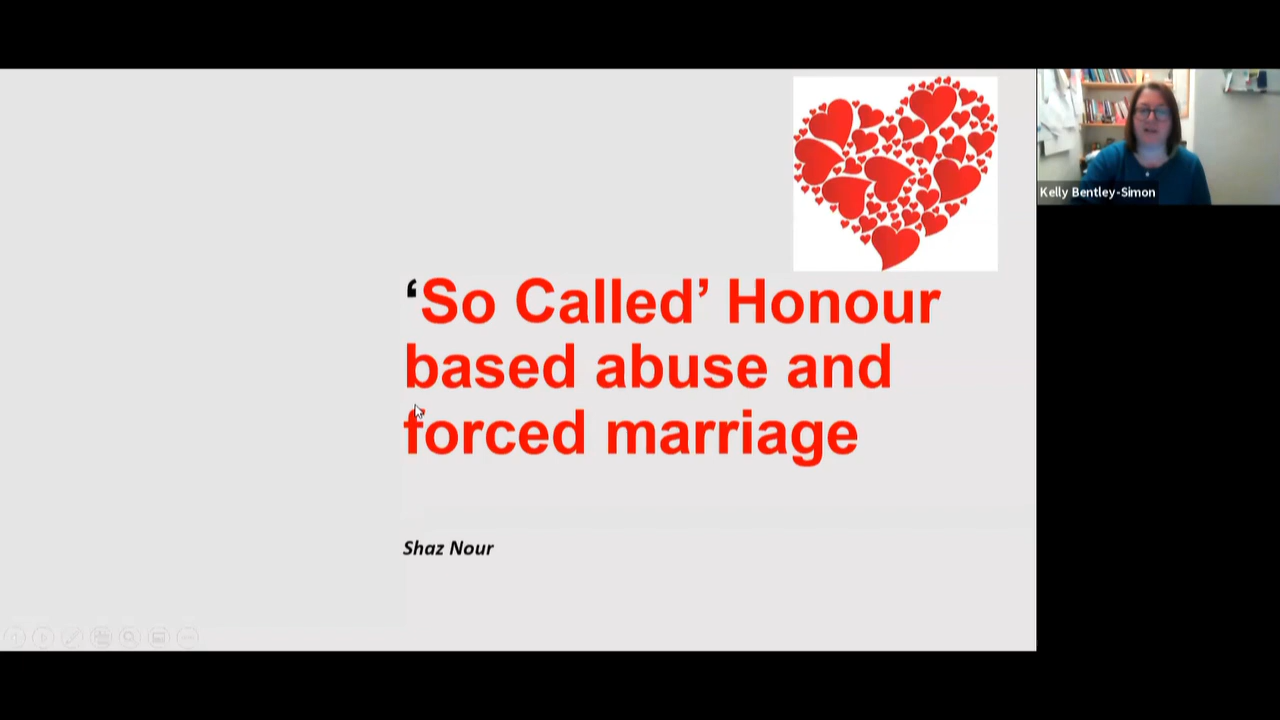 ‘So Called’ Honour
based abuse and
forced marriage
Shaz Nour
Kelly Bentley-Simon